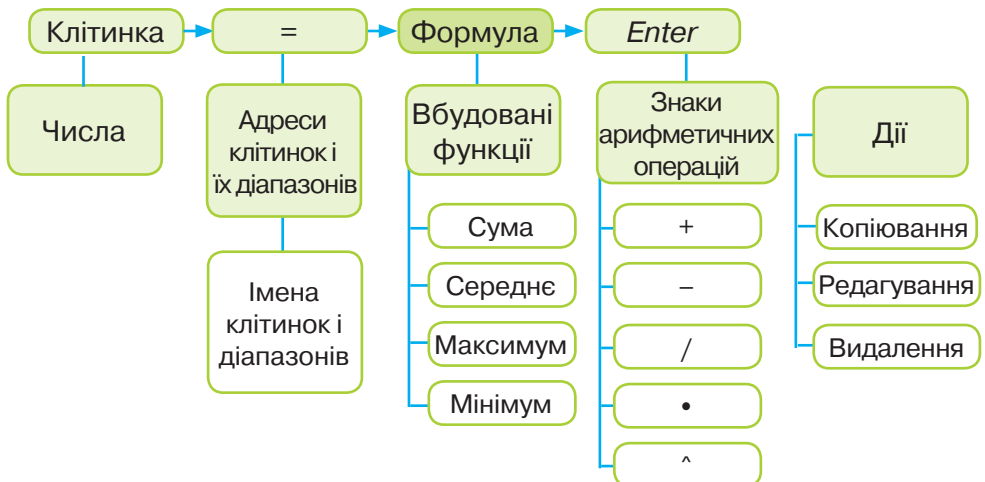 Клітинка
=
Формула
Enter
Числа
Адреси
клітинок і
їх діапазонів
Імена
клітинок і
діапазонів
Вбудовані
функції
Сума
Середнє
Максимум
Мінімум
Знаки
арифметичних
операцій
+
–
/
•
^
Дії
Копіювання
Редагування
Видалення